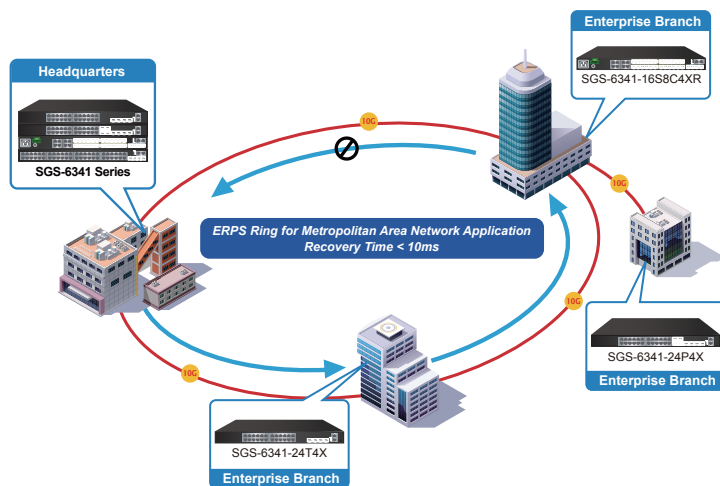 Enterprise Branch
SGS-6341-16S8C4XR
Headquarters
SGS-6341 Series
10G
10G
ERPS Ring for Metropolitan Area Network Application
Recovery Time < 10ms
10G
10G
SGS-6341-24P4X
Enterprise Branch
SGS-6341-24T4X
Enterprise Branch